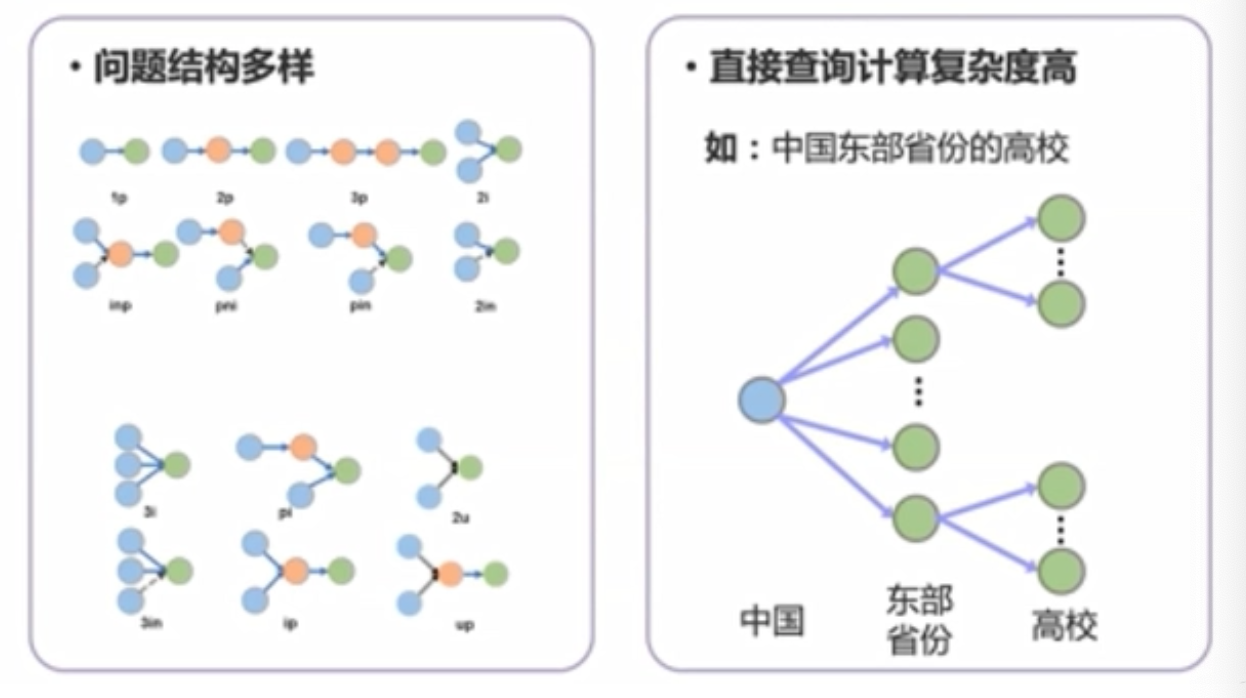 • 问题结构多样
1p 2p 3p 2i
inp pni pin 2in
3i pi 2u
3in ip up
• 直接查询计算复杂度高
如：中国东部省份的高校
中国
东部
省份
高校